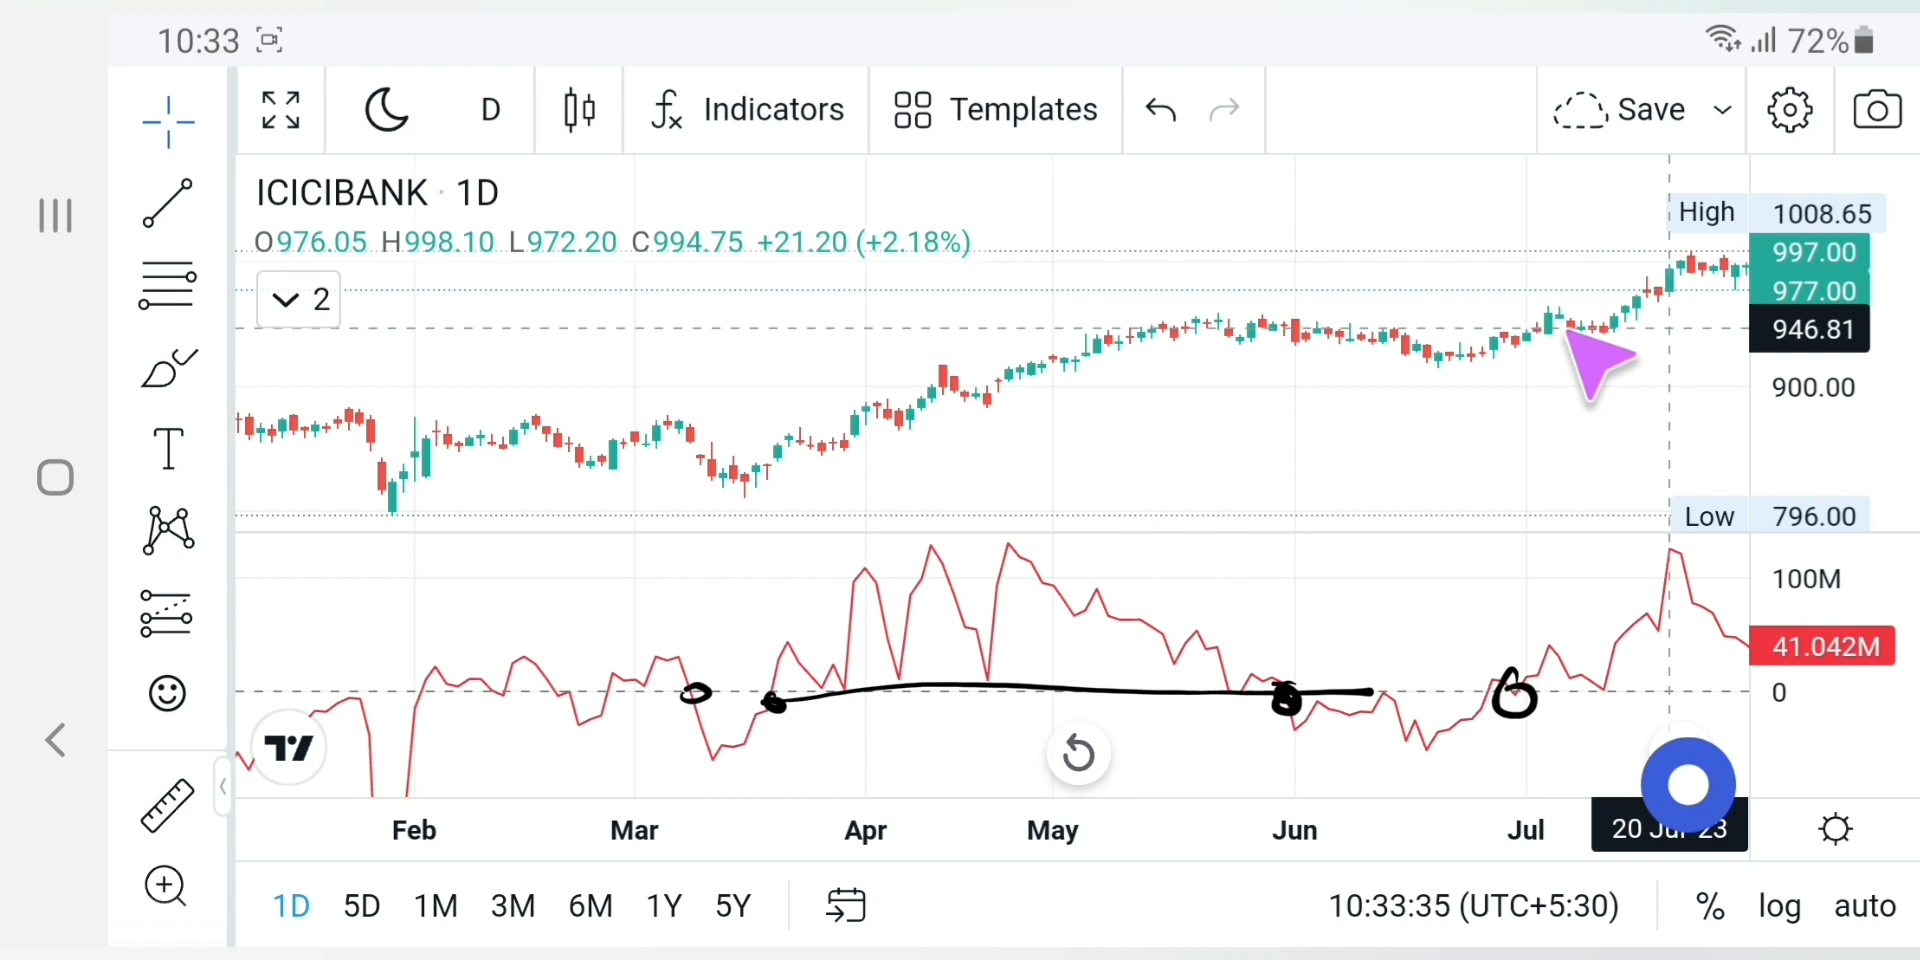 10:33 72%
D Indicators Templates Save
ICICIBANK · 1D
O976.05 H998.10 L972.20 C994.75 +21.20 (+2.18%)
2
High 1008.65
997.00
977.00
946.81
900.00
Low 796.00
100M
41.042M
0
Feb Mar Apr May Jun Jul 20 Jul '23
1D 5D 1M 3M 6M 1Y 5Y 10:33:35 (UTC+5:30) % log auto